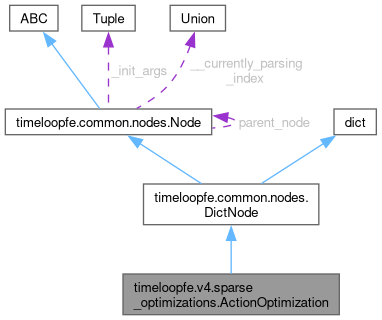 ABC
Tuple
Union
_init_args
__currently_parsing
_index
timeloopfe.common.nodes.Node
parent_node
dict
timeloopfe.common.nodes.
DictNode
timeloopfe.v4.sparse
_optimizations.ActionOptimization